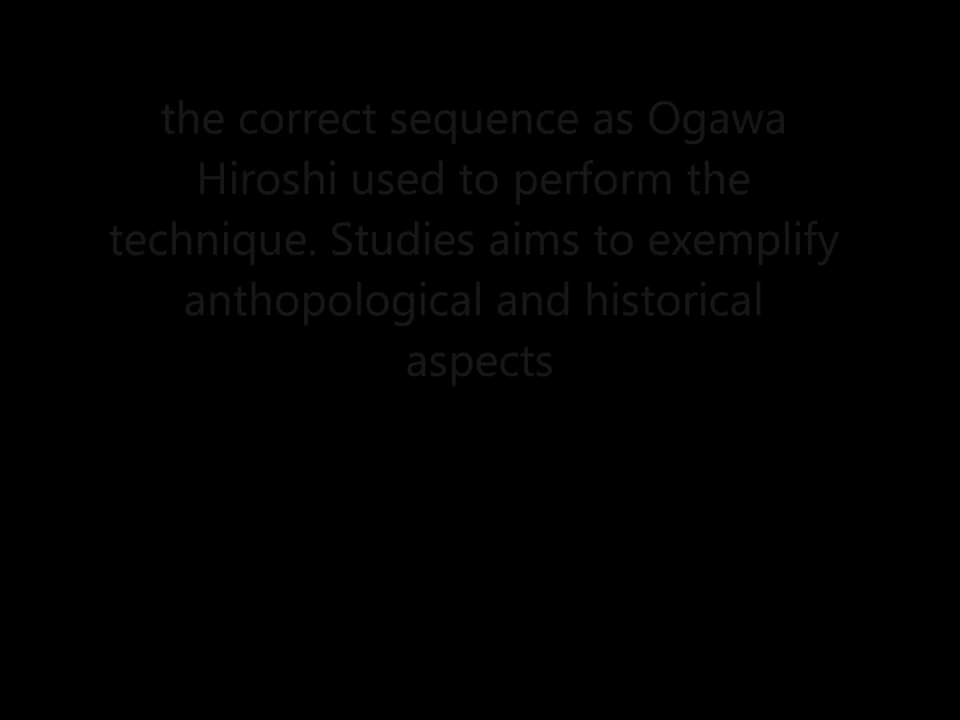 the correct sequence as Ogawa
Hiroshi used to perform the
technique. Studies aims to exemplify
anthopological and historical
aspects